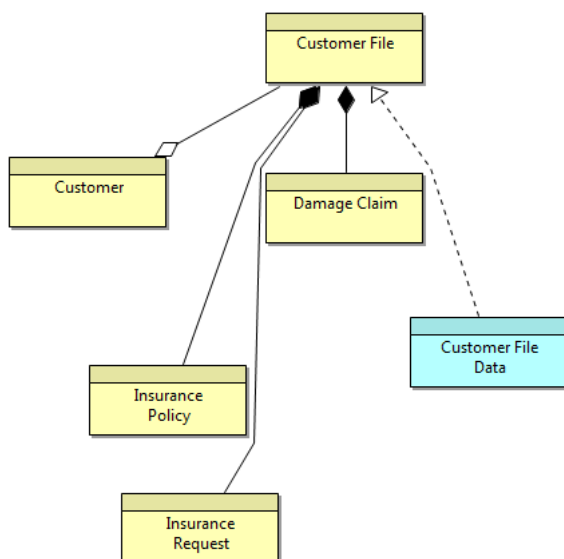 Customer File
Customer
Damage Claim
Customer File
Data
Insurance
Policy
Insurance
Request